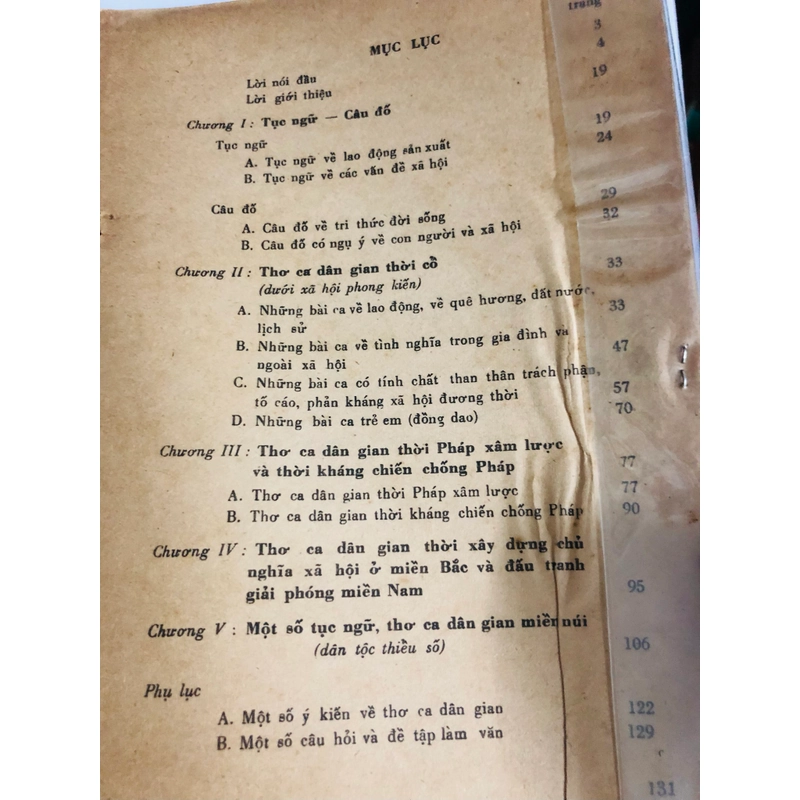 MỤC LỤC
trang
Lời nói đầu 3
Lời giới thiệu 4
Chương I : Tục ngữ — Câu đố 19
Tục ngữ
A. Tục ngữ về lao động sản xuất 19
B. Tục ngữ về các vấn đề xã hội 24
Câu đố
A. Câu đố về tri thức đời sống 29
B. Câu đố có ngụ ý về con người và xã hội 32
Chương II : Thơ ca dân gian thời cổ 33
(dưới xã hội phong kiến)
A. Những bài ca về lao động, về quê hương, đất nước, 33
lịch sử
B. Những bài ca về tình nghĩa trong gia đình và
ngoài xã hội 47
C. Những bài ca có tính chất than thân trách phận,
tố cáo, phản kháng xã hội đương thời 57
D. Những bài ca trẻ em (đồng dao) 70
Chương III : Thơ ca dân gian thời Pháp xâm lược
và thời kháng chiến chống Pháp 77
A. Thơ ca dân gian thời Pháp xâm lược 77
B. Thơ ca dân gian thời kháng chiến chống Pháp 90
Chương IV : Thơ ca dân gian thời xây dựng chủ
nghĩa xã hội ở miền Bắc và đấu tranh
giải phóng miền Nam 95
Chương V : Một số tục ngữ, thơ ca dân gian miền núi
(dân tộc thiểu số) 106
Phụ lục
A. Một số ý kiến về thơ ca dân gian 122
B. Một số câu hỏi và đề tập làm văn 129
131